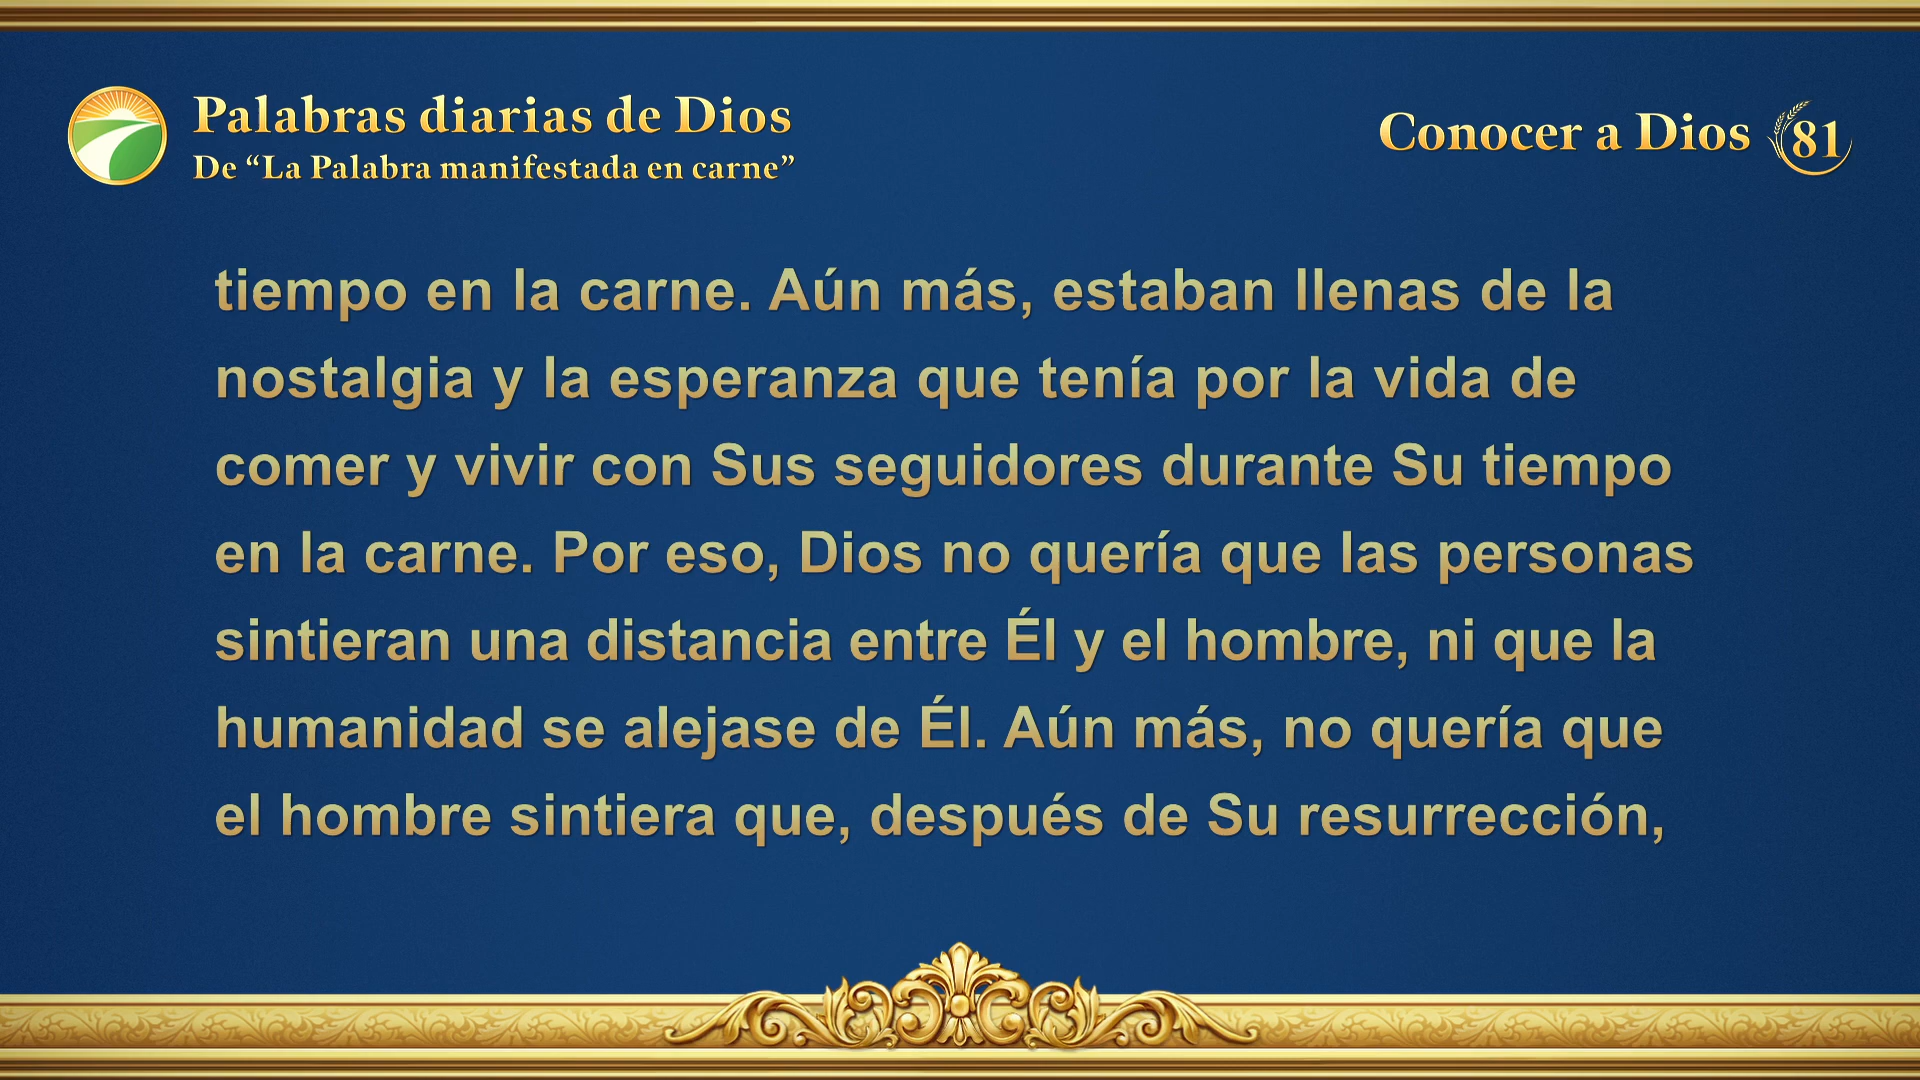 Palabras diarias de Dios
De “La Palabra manifestada en carne”
Conocer a Dios 81
tiempo en la carne. Aún más, estaban llenas de la
nostalgia y la esperanza que tenía por la vida de
comer y vivir con Sus seguidores durante Su tiempo
en la carne. Por eso, Dios no quería que las personas
sintieran una distancia entre Él y el hombre, ni que la
humanidad se alejase de Él. Aún más, no quería que
el hombre sintiera que, después de Su resurrección,